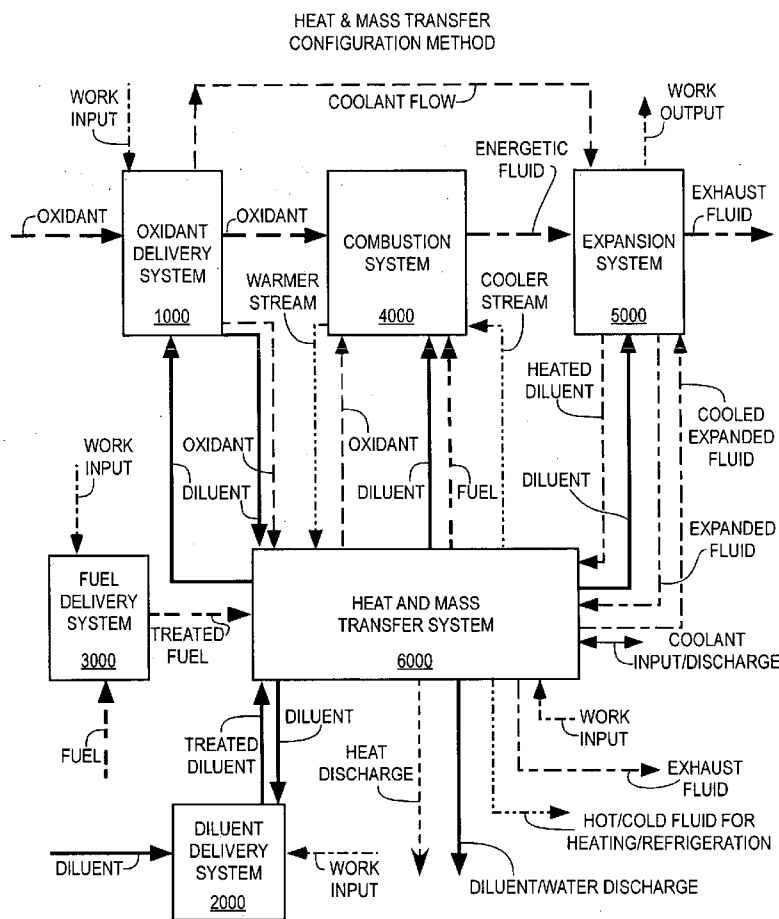 HEAT & MASS TRANSFER
CONFIGURATION METHOD
WORK
INPUT
COOLANT FLOW
WORK
OUTPUT
ENERGETIC
FLUID
EXHAUST
FLUID
OXIDANT
OXIDANT
DELIVERY
SYSTEM
1000
OXIDANT
COMBUSTION
SYSTEM
4000
EXPANSION
SYSTEM
5000
WARMER
STREAM
COOLER
STREAM
HEATED
DILUENT
COOLED
EXPANDED
FLUID
WORK
INPUT
OXIDANT
DILUENT
OXIDANT
DILUENT
FUEL
DILUENT
EXPANDED
FLUID
FUEL
DELIVERY
SYSTEM
3000
TREATED
FUEL
HEAT AND MASS
TRANSFER SYSTEM
6000
COOLANT
INPUT/DISCHARGE
FUEL
TREATED
DILUENT
DILUENT
HEAT
DISCHARGE
WORK
INPUT
EXHAUST
FLUID
HOT/COLD FLUID FOR
HEATING/REFRIGERATION
DILUENT
DILUENT
DELIVERY
SYSTEM
2000
WORK
INPUT
DILUENT/WATER DISCHARGE